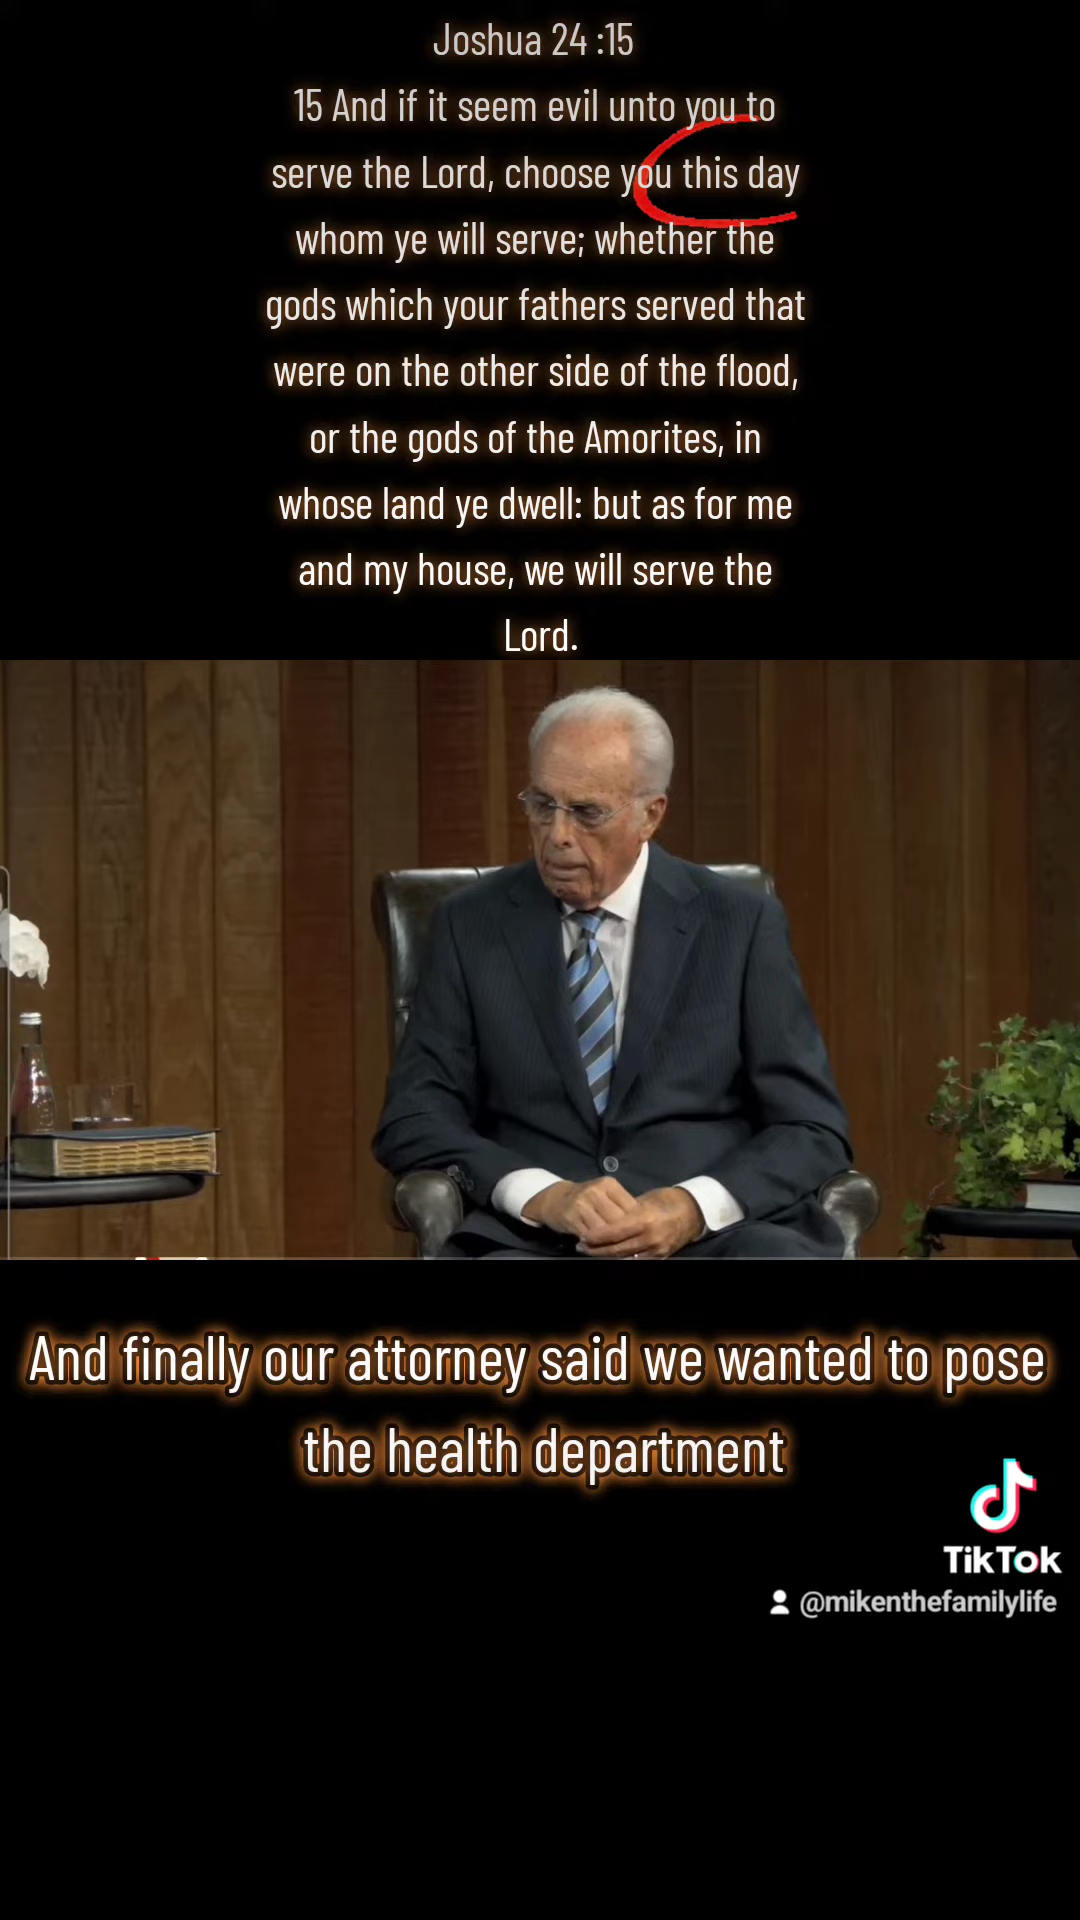 Joshua 24 :15
15 And if it seem evil unto you to
serve the Lord, choose you this day
whom ye will serve; whether the
gods which your fathers served that
were on the other side of the flood,
or the gods of the Amorites, in
whose land ye dwell: but as for me
and my house, we will serve the
Lord.
And finally our attorney said we wanted to pose
the health department
TikTok
@mikenthefamilylife